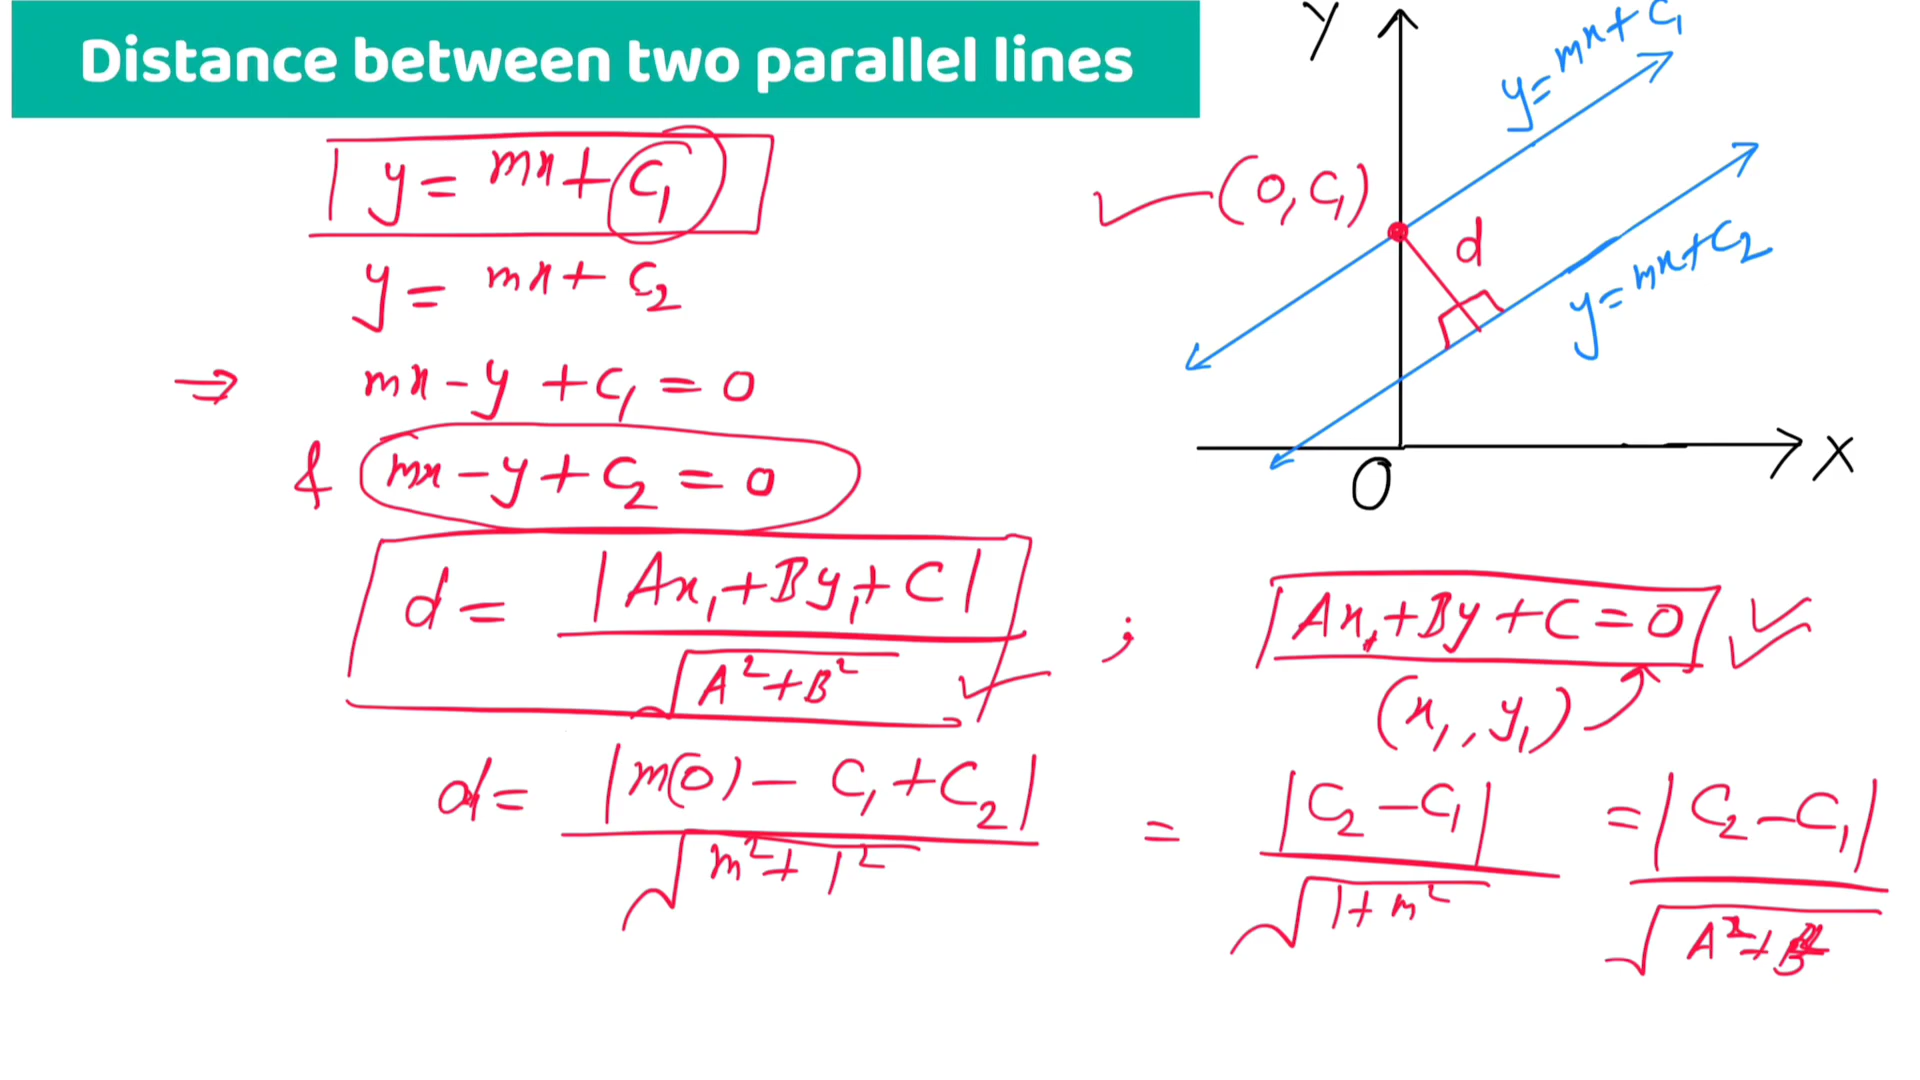 Distance between two parallel lines
y = mx + C₁
y = mx + C₂
⇒ mx - y + C₁ = 0
& mx - y + C₂ = 0
d = |Ax₁ + By₁ + C| / √(A² + B²) ;
d = |m(0) - C₁ + C₂| / √(m² + 1²) = |C₂ - C₁| / √(1 + m²) = |C₂ - C₁| / √(A² + B²)
Y
y = mx + C₁
(0, C₁)
d
y = mx + C₂
O
X
Ax₁ + By + C = 0
(x₁, y₁)